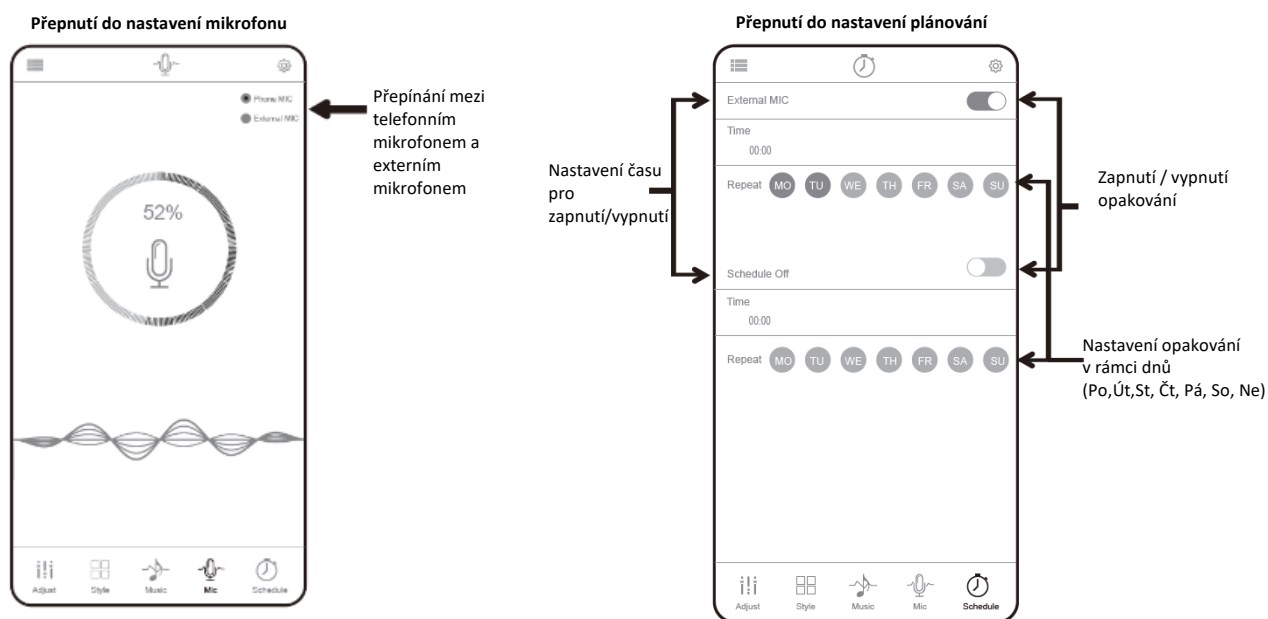 Přepnutí do nastavení mikrofonu
Phone MIC
External MIC
Přepínání mezi
telefonním
mikrofonem a
externím
mikrofonem
52%
Adjust
Style
Music
Mic
Schedule
Přepnutí do nastavení plánování
External MIC
Time
00:00
Repeat MO TU WE TH FR SA SU
Nastavení času
pro
zapnutí/vypnutí
Zapnutí / vypnutí
opakování
Schedule Off
Time
00:00
Repeat MO TU WE TH FR SA SU
Nastavení opakování
v rámci dnů
(Po,Út,St, Čt, Pá, So, Ne)
Adjust
Style
Music
Mic
Schedule